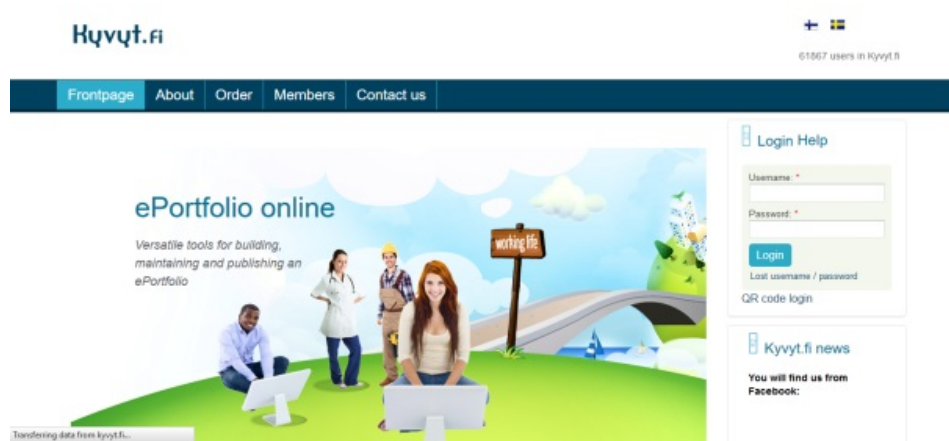 Kyvyt.fi
61867 users in Kyvyt.fi
Frontpage About Order Members Contact us
ePortfolio online
Versatile tools for building,
maintaining and publishing an
ePortfolio
working life
Login Help
Username: *
Password: *
Login
Lost username / password
QR code login
Kyvyt.fi news
You will find us from
Facebook:
Transferring data from kyvyt.fi...